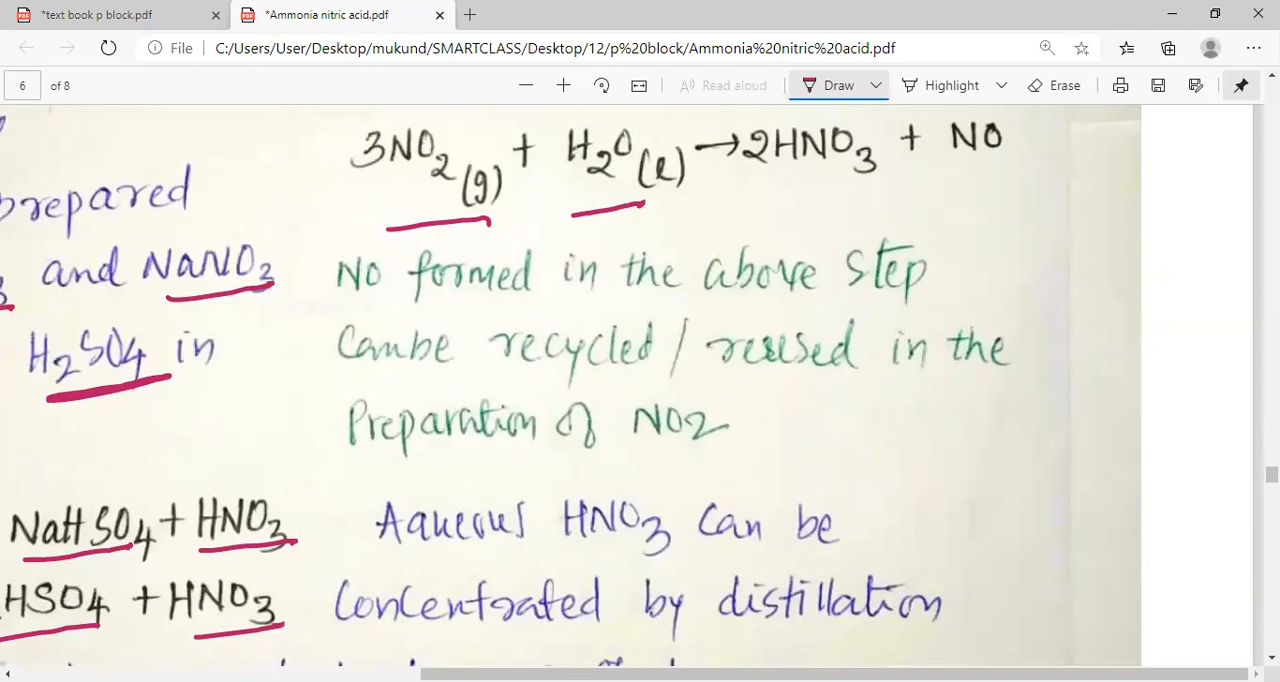 *text book p block.pdf
*Ammonia nitric acid.pdf
File
C:/Users/User/Desktop/mukund/SMARTCLASS/Desktop/12/p%20block/Ammonia%20nitric%20acid.pdf
6 of 8
Read aloud
Draw
Highlight
Erase
prepared
and NaNO2
H2SO4 in
NaHSO4 + HNO3
HSO4 + HNO3
3NO2(g) + H2O(l) → 2HNO3 + NO
NO formed in the above step
Can be recycled / reused in the
Preparation of NO2
Aqueous HNO3 can be
Concentrated by distillation